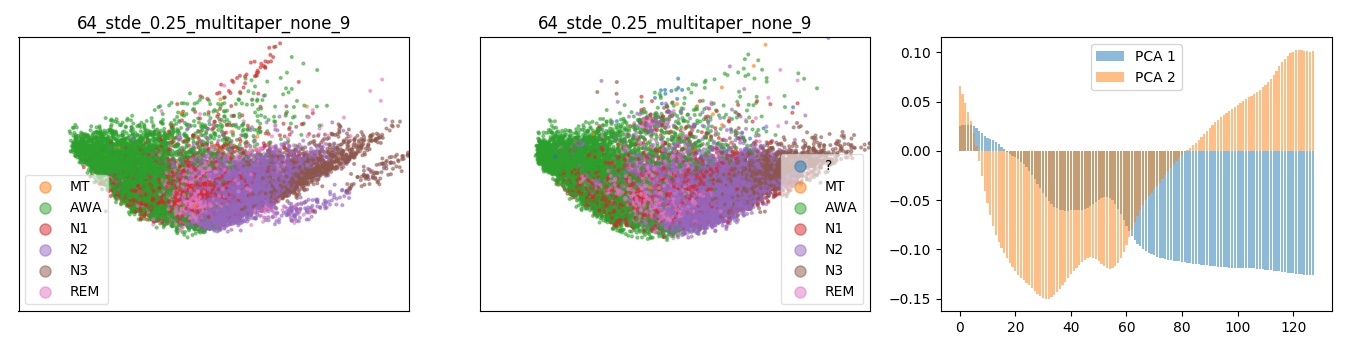 64_stde_0.25_multitaper_none_9
MT
AWA
N1
N2
N3
REM
64_stde_0.25_multitaper_none_9
?
MT
AWA
N1
N2
N3
REM
PCA 1
PCA 2
0.10
0.05
0.00
−0.05
−0.10
−0.15
0 20 40 60 80 100 120